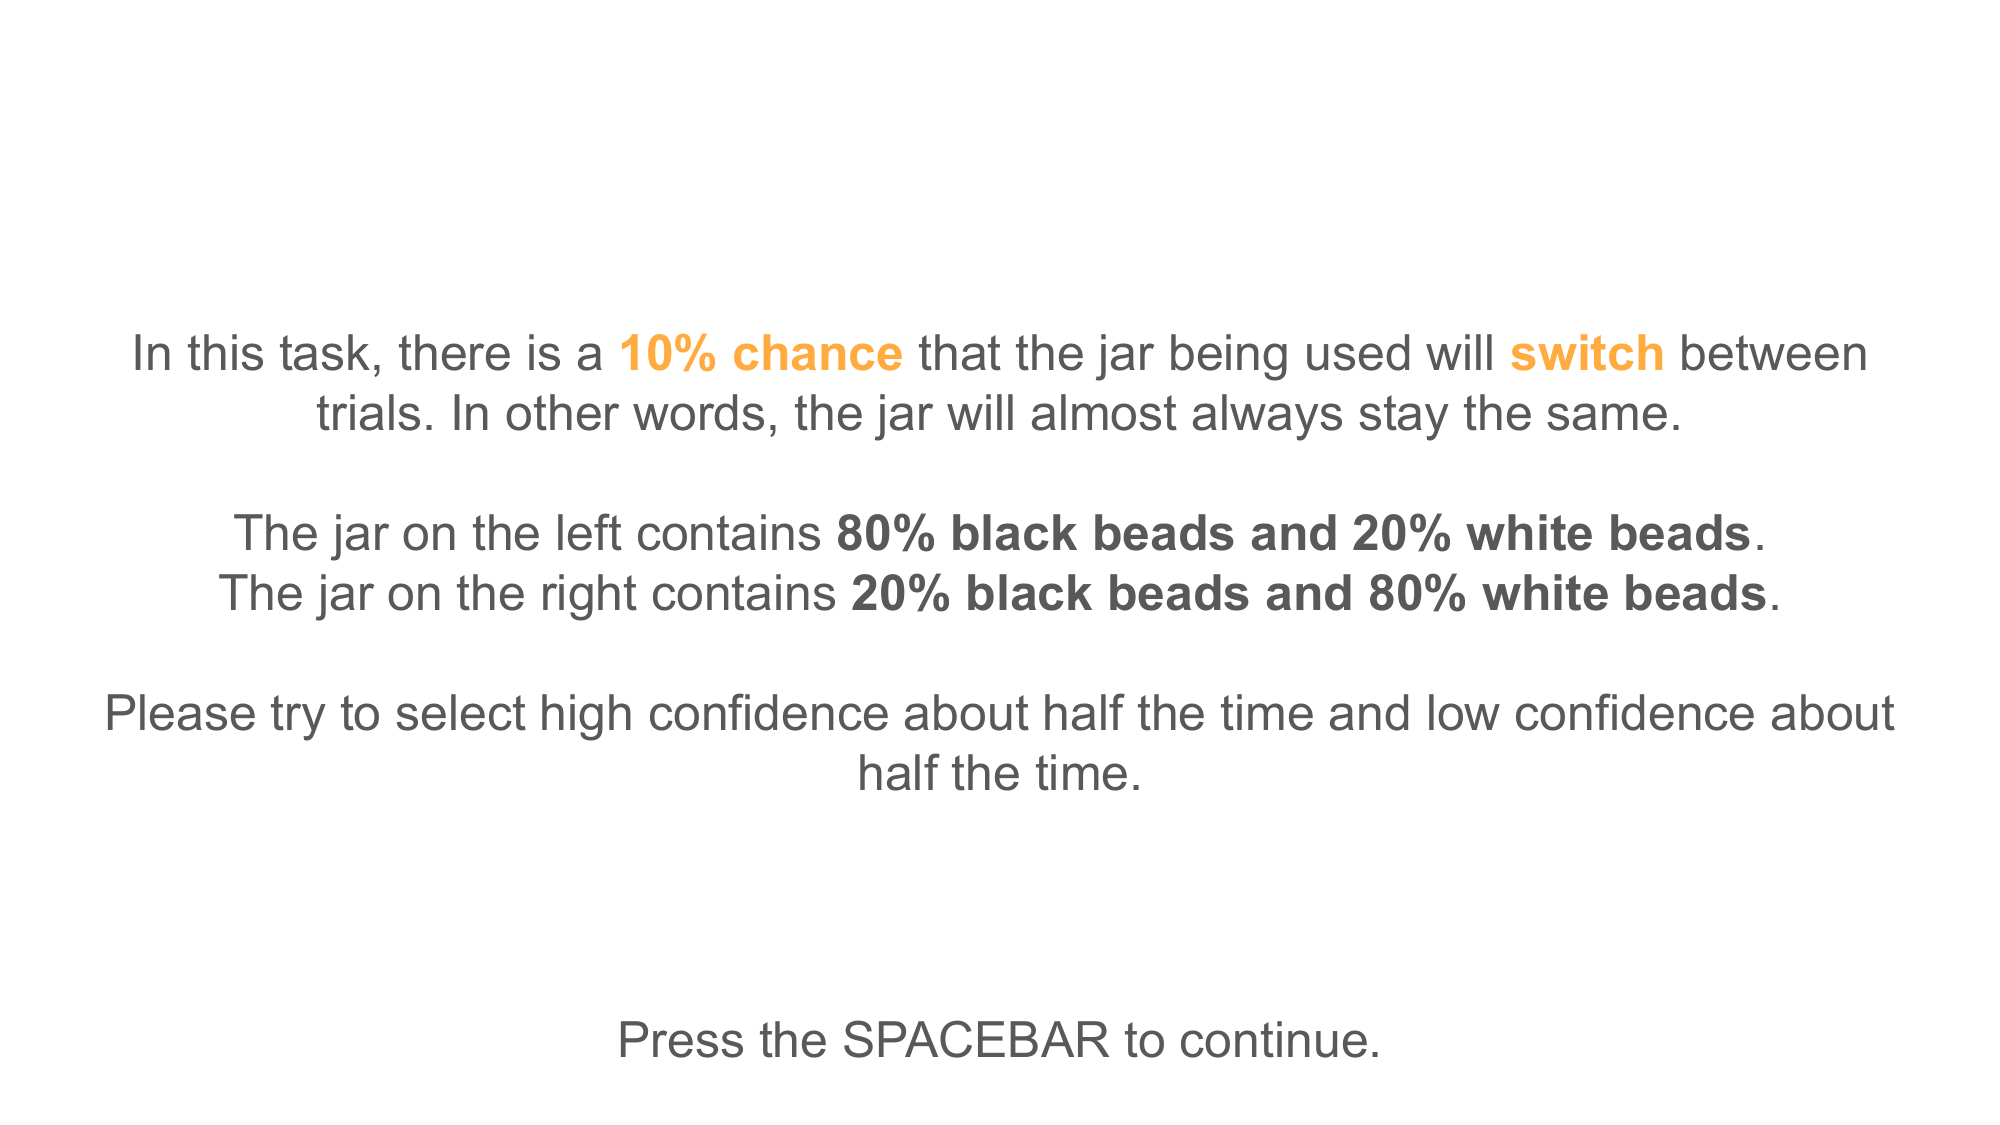 In this task, there is a 10% chance that the jar being used will switch between
trials. In other words, the jar will almost always stay the same.
The jar on the left contains 80% black beads and 20% white beads.
The jar on the right contains 20% black beads and 80% white beads.
Please try to select high confidence about half the time and low confidence about
half the time.
Press the SPACEBAR to continue.